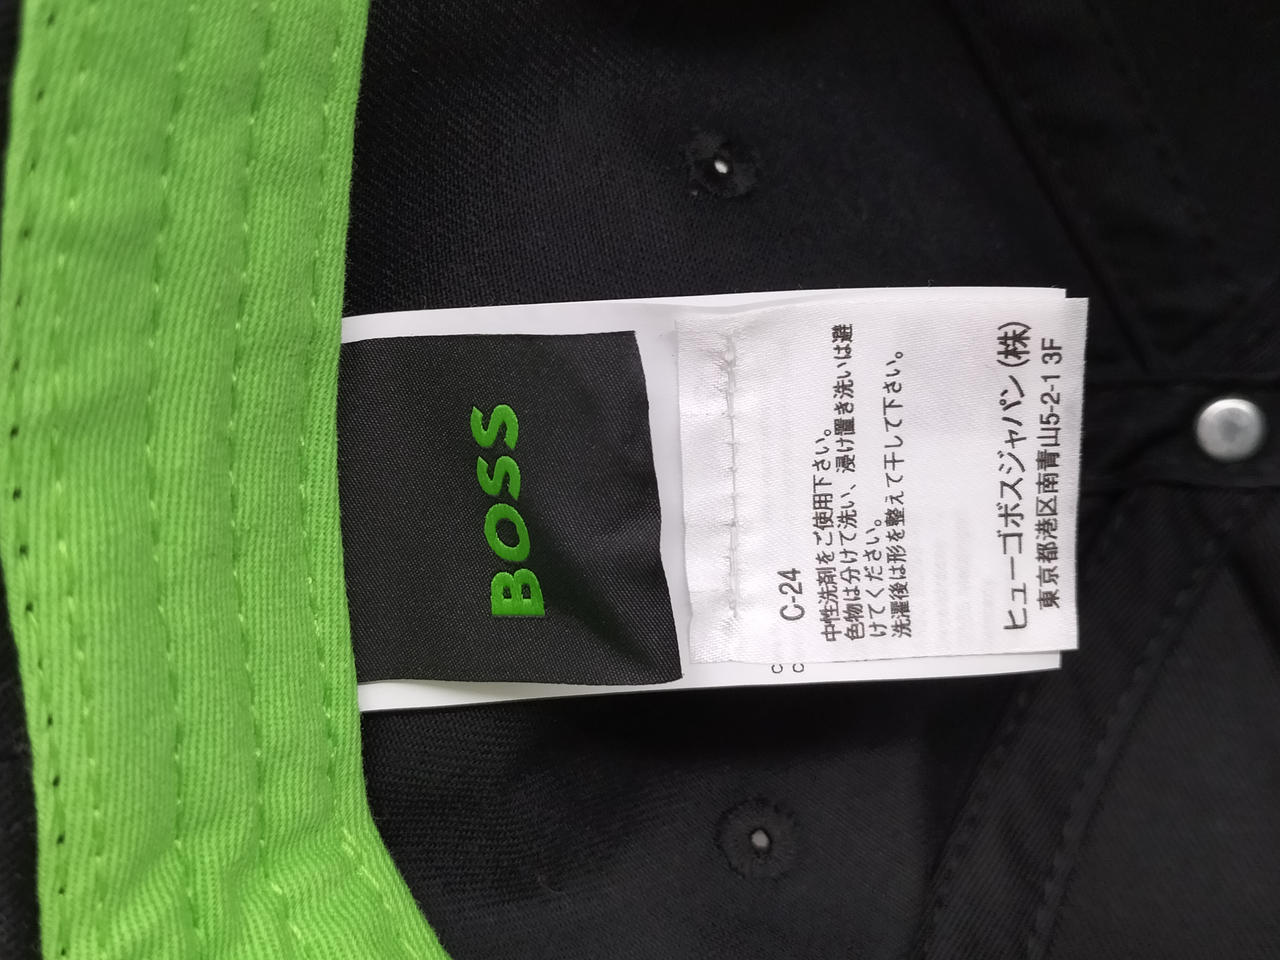 BOSS
C-24
中性洗剤をご使用下さい。
色物は分けて洗い、浸け置き洗いは避
けてください。
洗濯後は形を整えて干して下さい。
ヒューゴボスジャパン(株)
東京都港区南青山5-2-1 3F
C
C